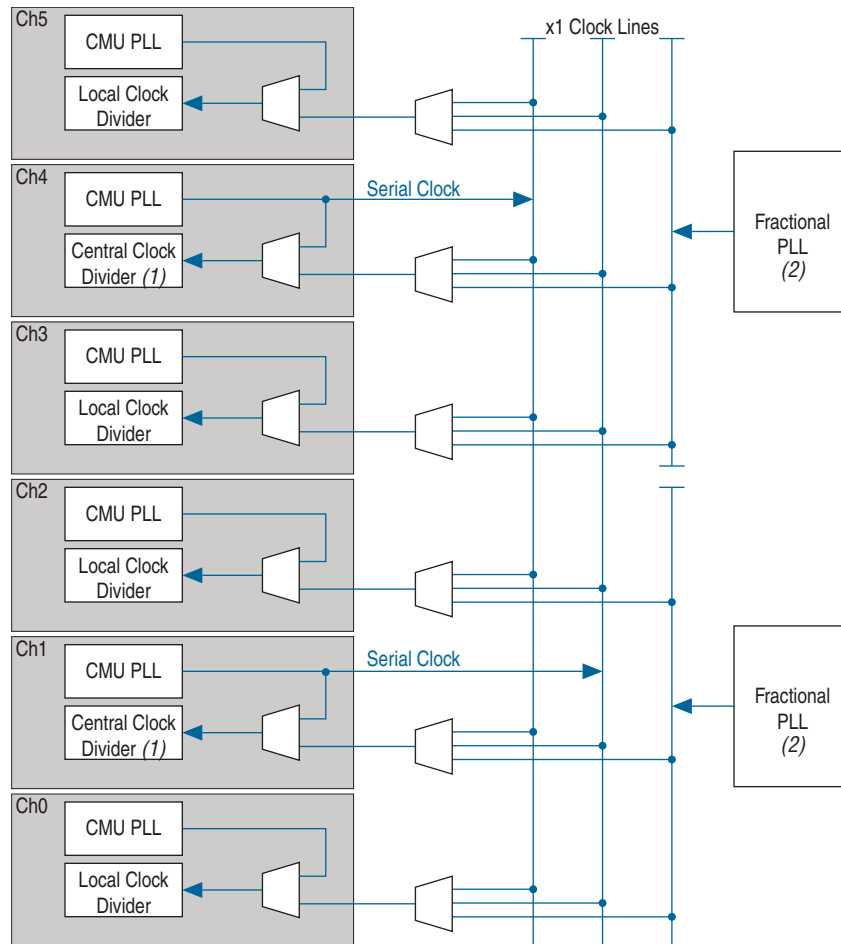 x1 Clock Lines
Ch5
CMU PLL
Local Clock
Divider
Ch4
CMU PLL
Serial Clock
Central Clock
Divider (1)
Fractional
PLL
(2)
Ch3
CMU PLL
Local Clock
Divider
Ch2
CMU PLL
Local Clock
Divider
Ch1
CMU PLL
Serial Clock
Central Clock
Divider (1)
Fractional
PLL
(2)
Ch0
CMU PLL
Local Clock
Divider